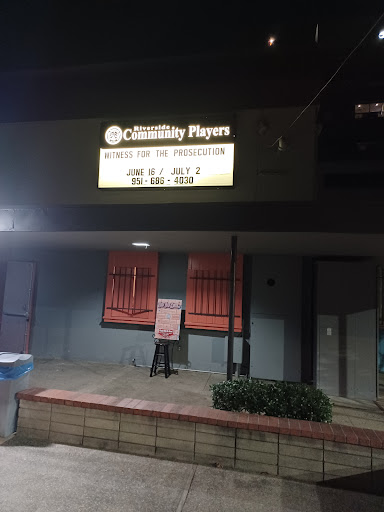 Riverside
Community Players
WITNESS FOR THE PROSECUTION
JUNE 16 / JULY 2
951-686-4030